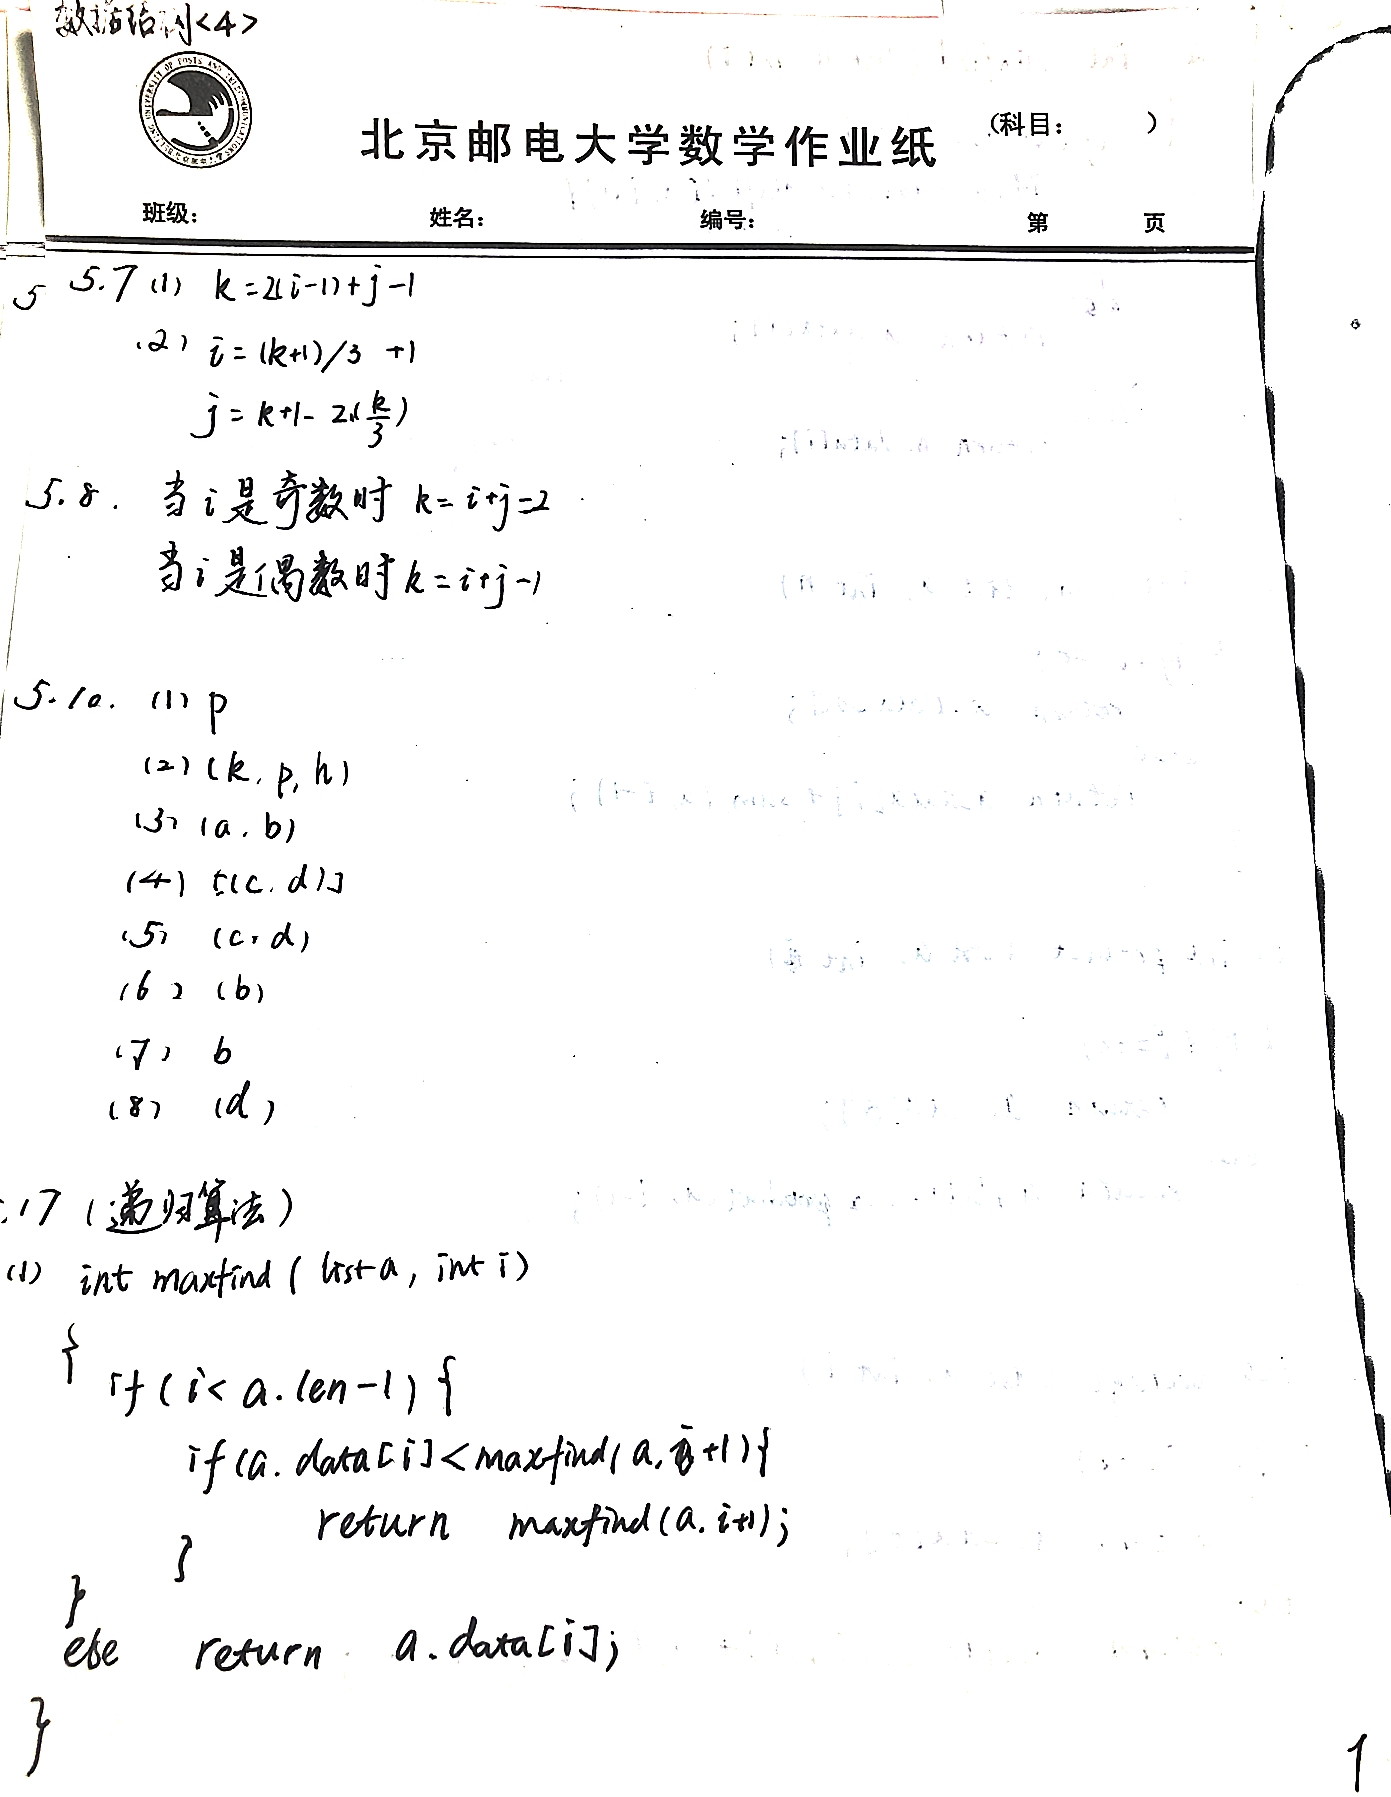 数据结构<4>
北京邮电大学数学作业纸
(科目: )
班级: 姓名: 编号: 第 页
5 5.7 (1) k=2(i-1)+j-1
(2) i=(k+1)/3 +1
j=k+1-2(k/3)
5.8. 当i是奇数时 k=i+j=2
当i是偶数时 k=i+j-1
5.10. (1) p
(2) (k, p, h)
(3) (a, b)
(4) [(c, d)]
(5) (c, d)
(6) (b)
(7) b
(8) (d)
.17 (递归算法)
(1) int maxfind ( list a, int i)
{
if ( i< a.len-1) {
if (a. data[i]<maxfind( a, i+1){
return maxfind(a, i+1);
}
}
else return a.data[i];
}
1